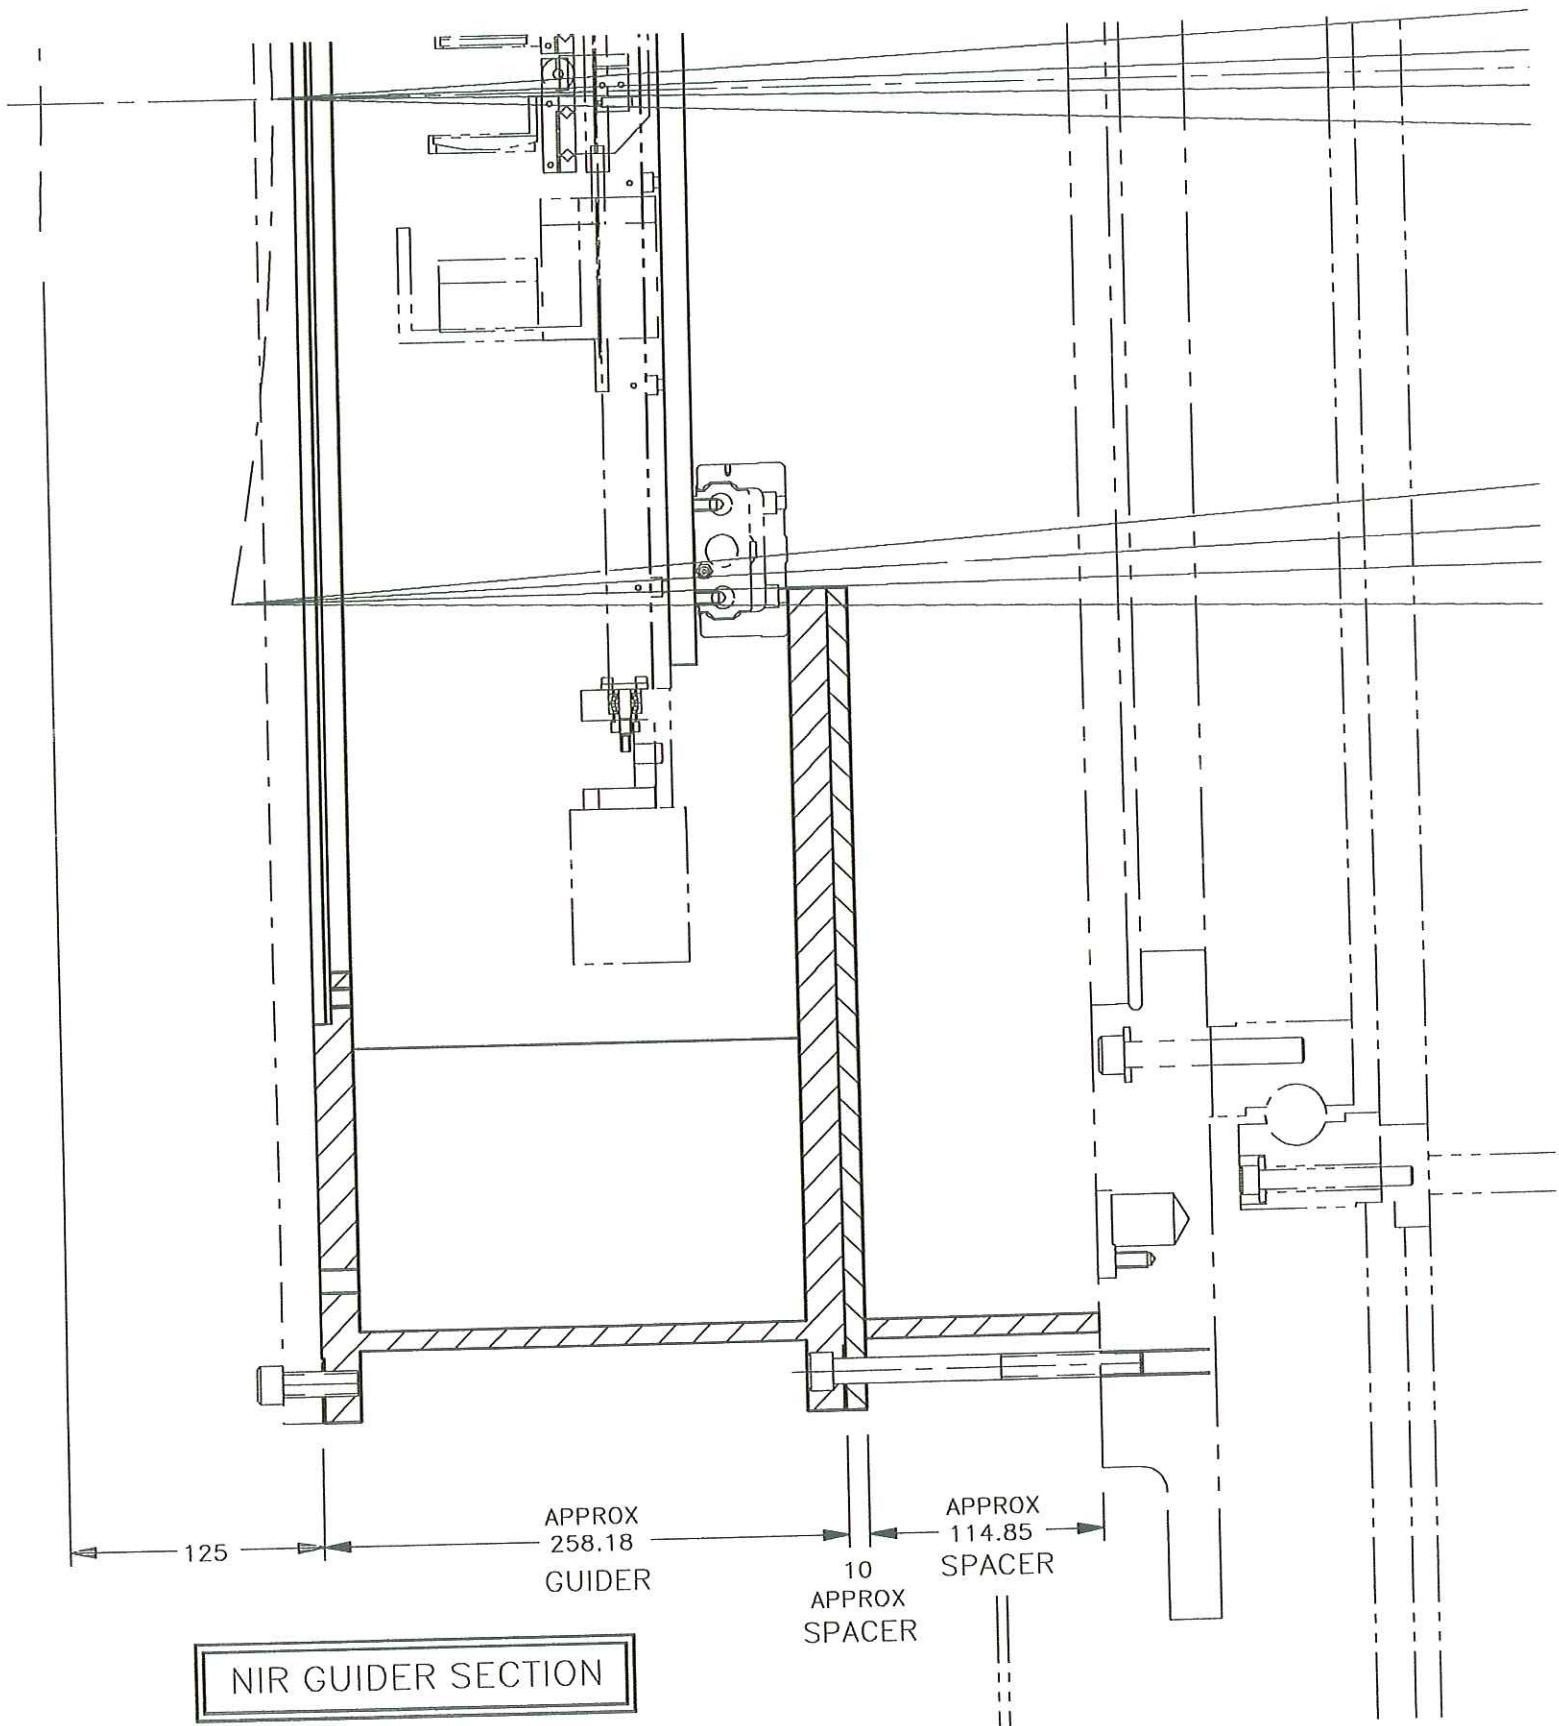 125
APPROX
258.18
GUIDER
10
APPROX
SPACER
APPROX
114.85
SPACER
NIR GUIDER SECTION